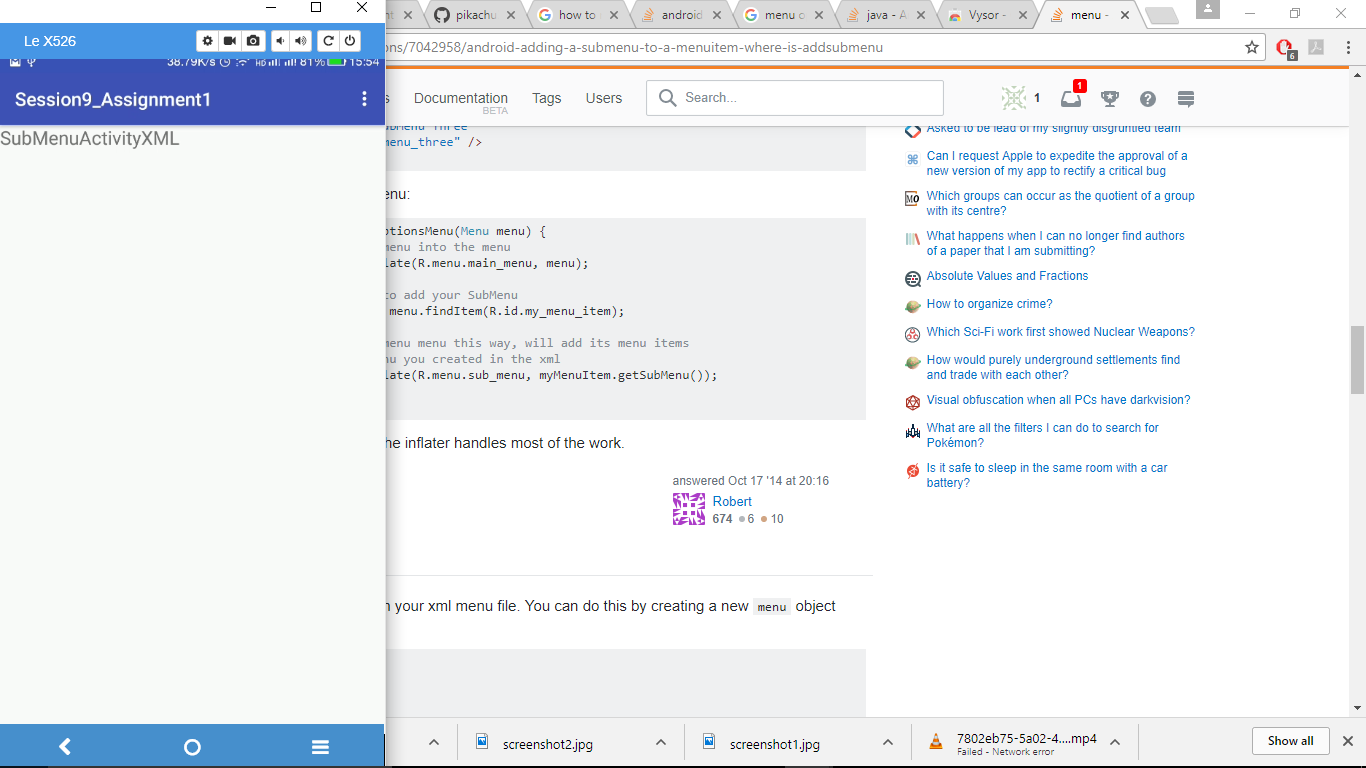 Le X526
38.79K/s 81% 15:54
Session9_Assignment1
SubMenuActivityXML
nt
pikachu
how to
android
menu o
java - A
Vysor -
menu -
ons/7042958/android-adding-a-submenu-to-a-menuitem-where-is-addsubmenu
6
s
Documentation
BETA
Tags
Users
Search...
1
1
ubMenu Three"
menu_three" />
enu:
ptionsMenu(Menu menu) {
menu into the menu
late(R.menu.main_menu, menu);
to add your SubMenu
menu.findItem(R.id.my_menu_item);
menu menu this way, will add its menu items
nu you created in the xml
late(R.menu.sub_menu, myMenuItem.getSubMenu());
he inflater handles most of the work.
answered Oct 17 '14 at 20:16
Robert
674 6 10
n your xml menu file. You can do this by creating a new menu object
Asked to be lead of my slightly disgruntled team
Can I request Apple to expedite the approval of a
new version of my app to rectify a critical bug
MO
Which groups can occur as the quotient of a group
with its centre?
What happens when I can no longer find authors
of a paper that I am submitting?
Absolute Values and Fractions
How to organize crime?
Which Sci-Fi work first showed Nuclear Weapons?
How would purely underground settlements find
and trade with each other?
Visual obfuscation when all PCs have darkvision?
What are all the filters I can do to search for
Pokémon?
Is it safe to sleep in the same room with a car
battery?
screenshot2.jpg
screenshot1.jpg
7802eb75-5a02-4....mp4
Failed - Network error
Show all